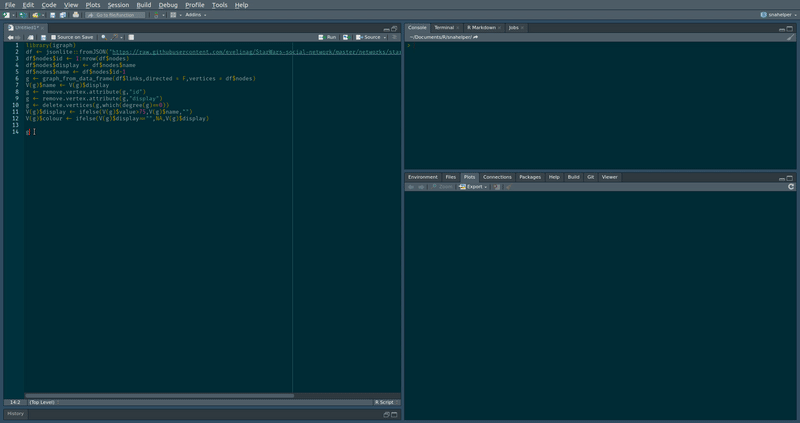 File Edit Code View Plots Session Build Debug Profile Tools Help
Go to file/function Addins snahelper
Untitled1*
Source on Save Run Source
1 library(igraph)
2 df ← jsonlite::fromJSON("https://raw.githubusercontent.com/evelinag/StarWars-social-network/master/networks/star
3 df$nodes$id ← 1:nrow(df$nodes)
4 df$nodes$display ← df$nodes$name
5 df$nodes$name ← df$nodes$id-1
6 g ← graph_from_data_frame(df$links,directed = F,vertices = df$nodes)
7 V(g)$name ← V(g)$display
8 g ← remove.vertex.attribute(g,"id")
9 g ← remove.vertex.attribute(g,"display")
10 g ← delete.vertices(g,which(degree(g)==0))
11 V(g)$display ← ifelse(V(g)$value>75,V(g)$name,"")
12 V(g)$colour ← ifelse(V(g)$display=="",NA,V(g)$display)
13
14 g
14:2 (Top Level) R Script
History
Console Terminal R Markdown Jobs
~/Documents/R/snahelper/
>
Environment Files Plots Connections Packages Help Build Git Viewer
Zoom Export